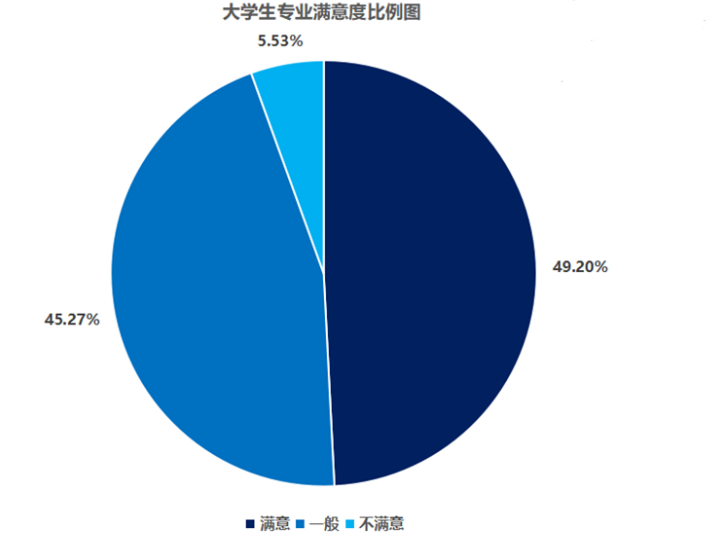 大学生专业满意度比例图
5.53%
49.20%
45.27%
满意 一般 不满意